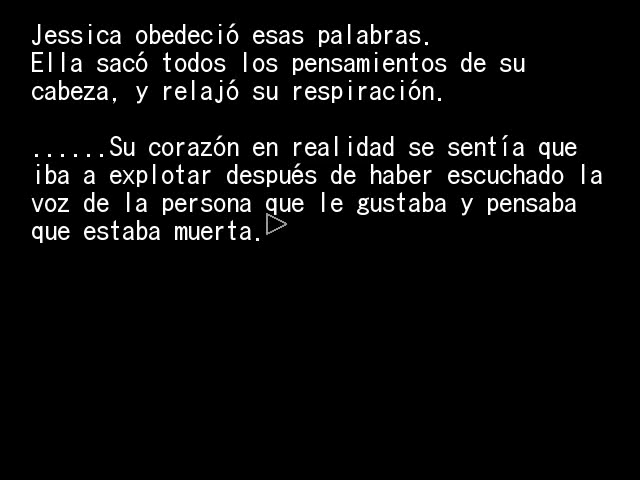 Jessica obedeció esas palabras.
Ella sacó todos los pensamientos de su
cabeza, y relajó su respiración.
......Su corazón en realidad se sentía que
iba a explotar después de haber escuchado la
voz de la persona que le gustaba y pensaba
que estaba muerta.